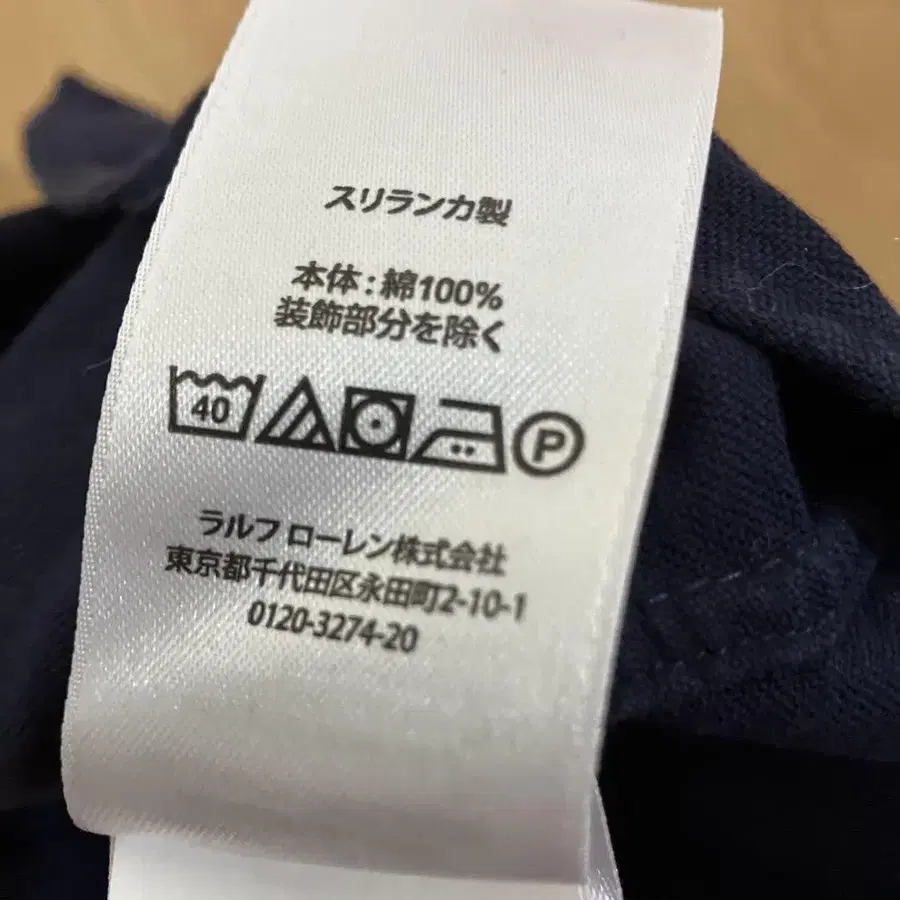 スリランカ製
本体：綿100%
装飾部分を除く
40 P
ラルフ ローレン株式会社
東京都千代田区永田町2-10-1
0120-3274-20